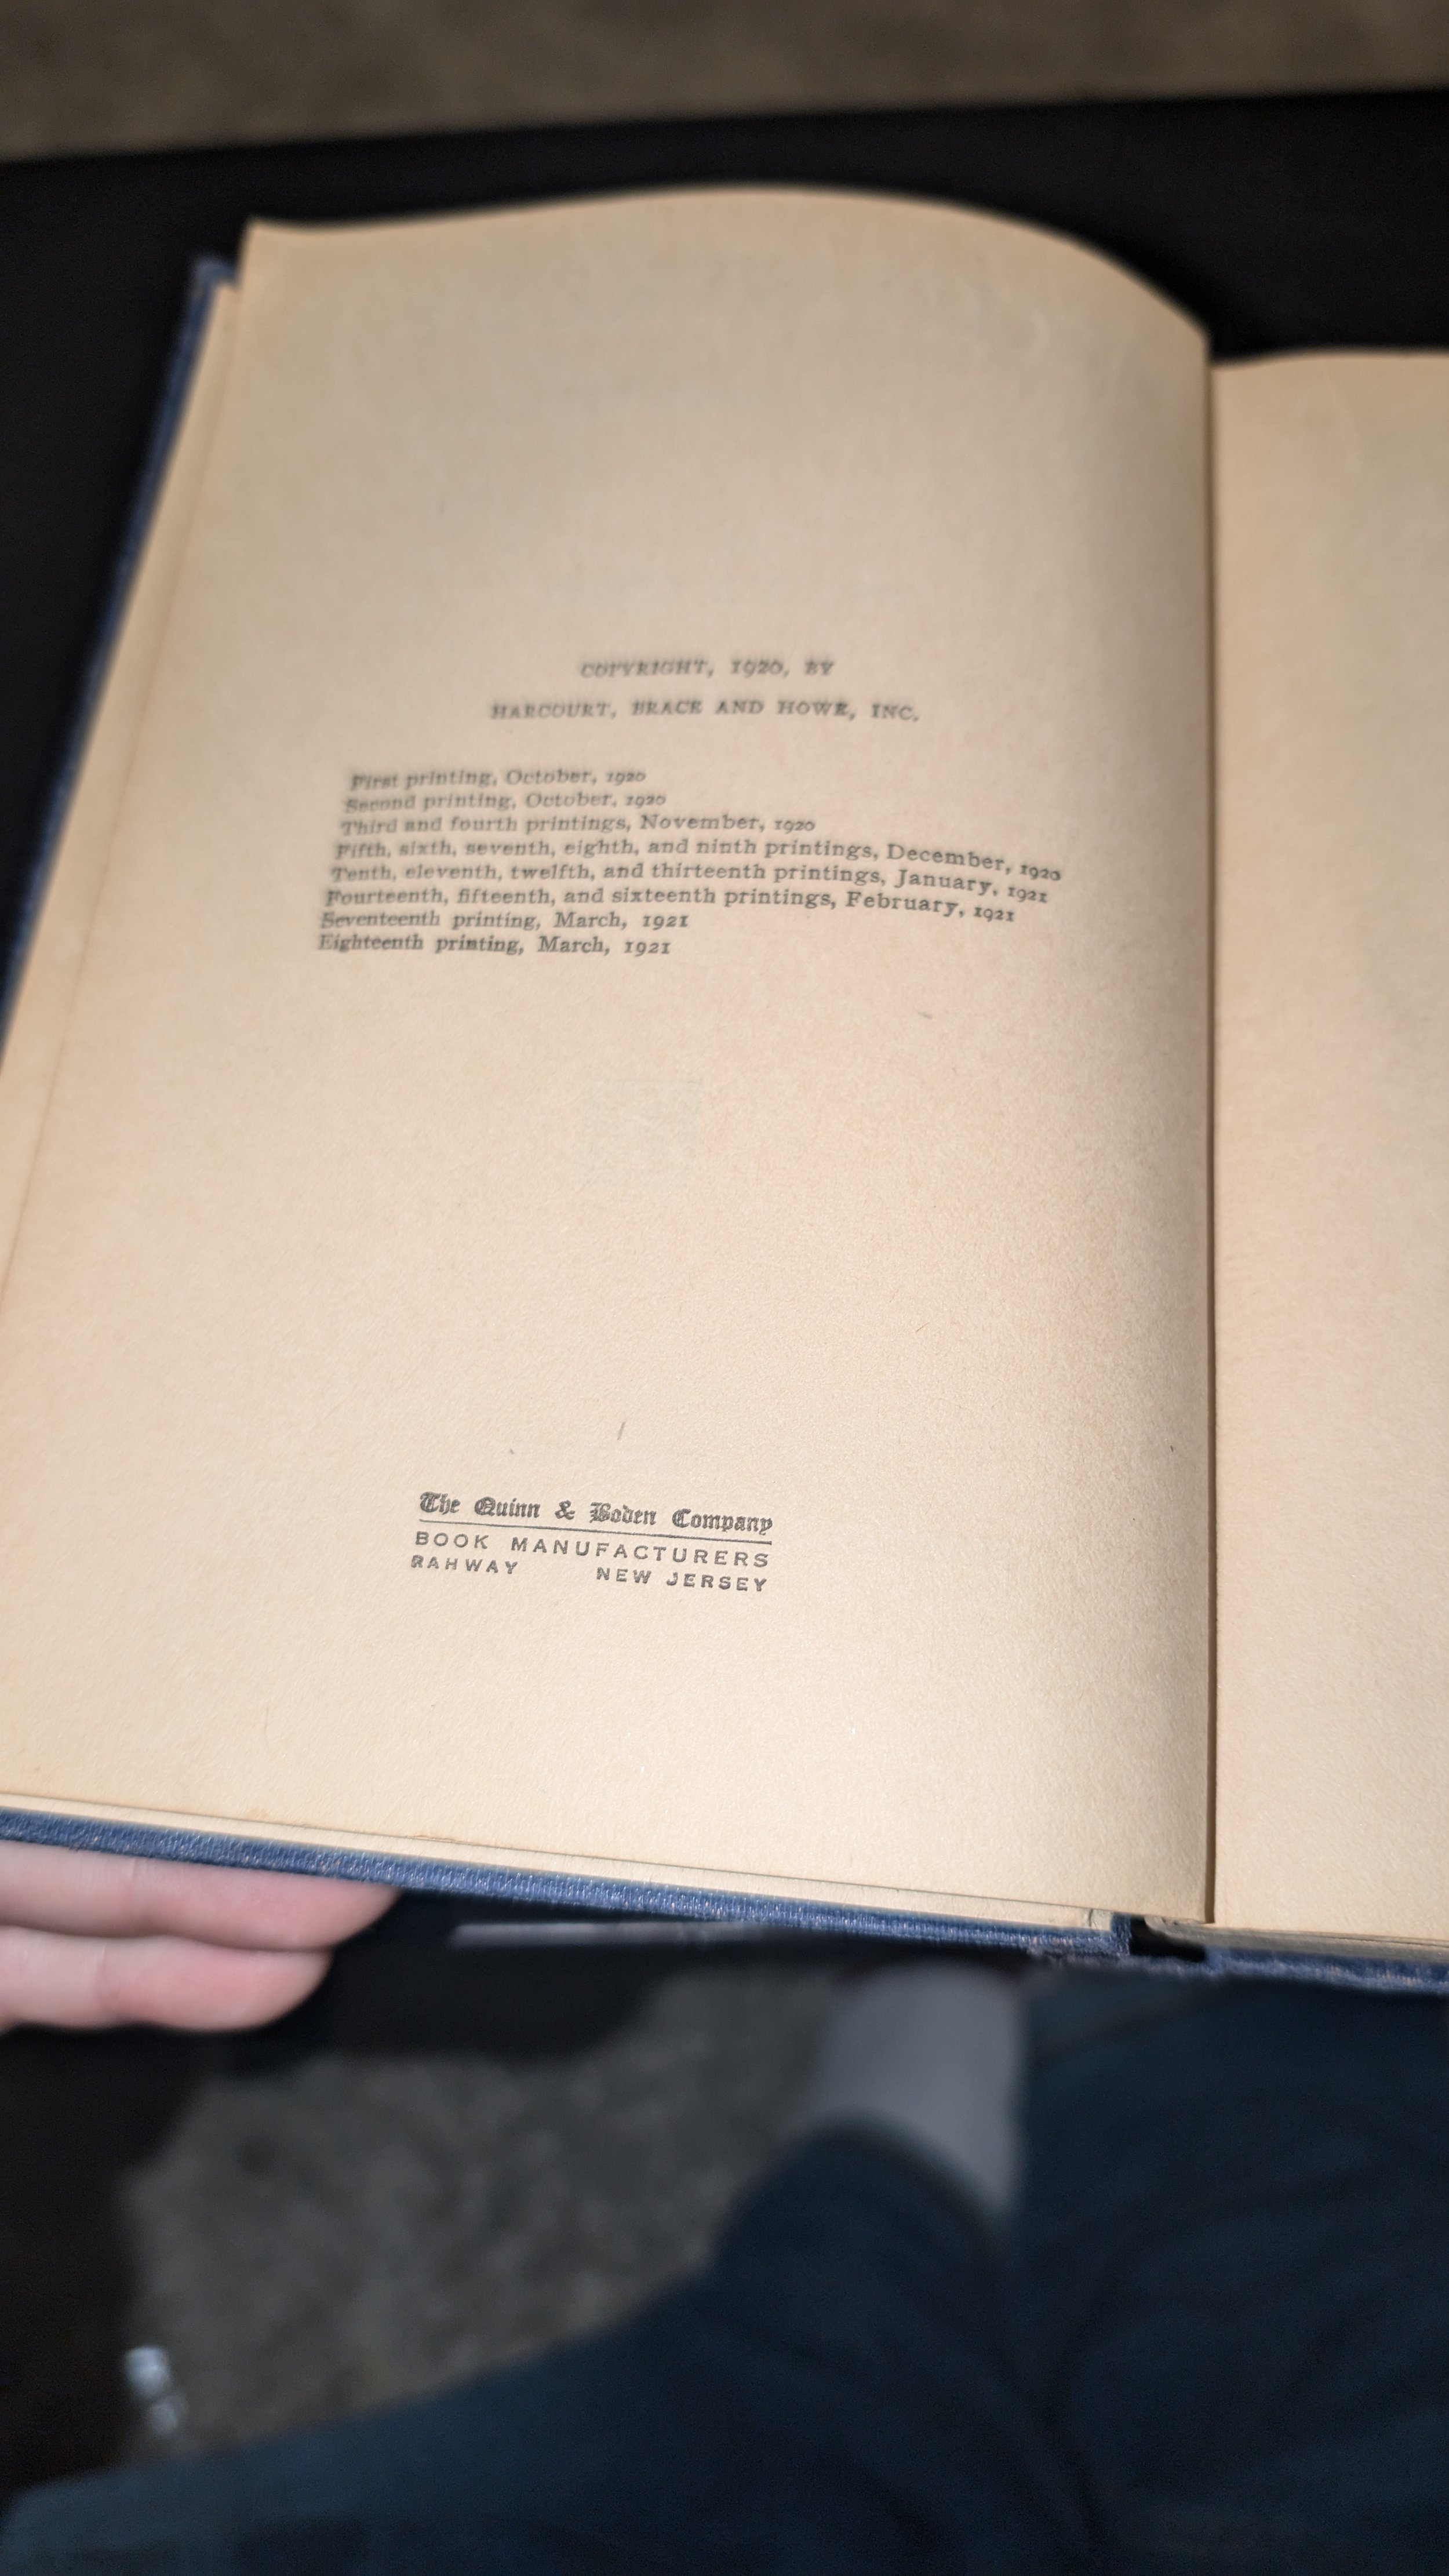 COPYRIGHT, 1920, BY
HARCOURT, BRACE AND HOWE, INC.
First printing, October, 1920
Second printing, October, 1920
Third and fourth printings, November, 1920
Fifth, sixth, seventh, eighth, and ninth printings, December, 1920
Tenth, eleventh, twelfth, and thirteenth printings, January, 1921
Fourteenth, fifteenth, and sixteenth printings, February, 1921
Seventeenth printing, March, 1921
Eighteenth printing, March, 1921
The Quinn & Boden Company
BOOK MANUFACTURERS
RAHWAY NEW JERSEY